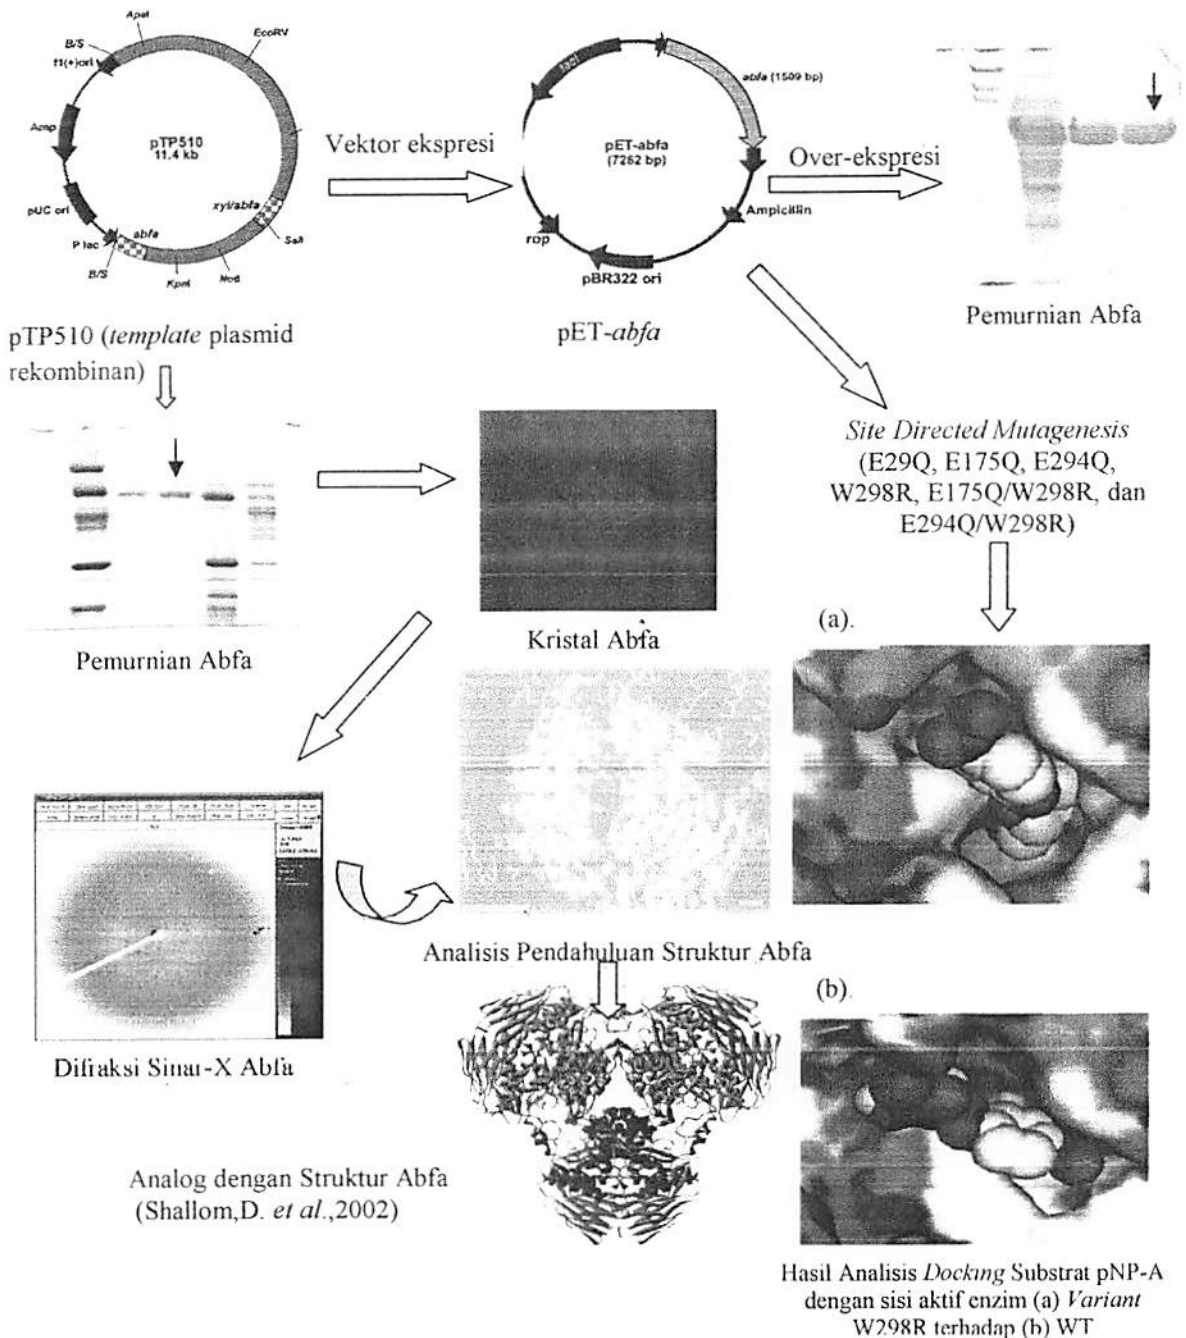 ApaI
EcoRV
B/S
f1(+)ori
Amp
pTP510
11.4 kb
pUC ori
xyl/abfa
P lac
abfa
SalI
B/S
KpnI
NotI
Vektor ekspresi
lacI
abfa (1509 bp)
pET-abfa
(7262 bp)
Ampicillin
rop
pBR322 ori
Over-ekspresi
Pemurnian Abfa
pTP510 (template plasmid
rekombinan)
pET-abfa
Site Directed Mutagenesis
(E29Q, E175Q, E294Q,
W298R, E175Q/W298R, dan
E294Q/W298R)
Pemurnian Abfa
Kristal Abfa
(a).
Analisis Pendahuluan Struktur Abfa
(b).
Difraksi Sinar-X Abfa
Analog dengan Struktur Abfa
(Shallom,D. et al.,2002)
Hasil Analisis Docking Substrat pNP-A
dengan sisi aktif enzim (a) Variant
W298R terhadap (b) WT